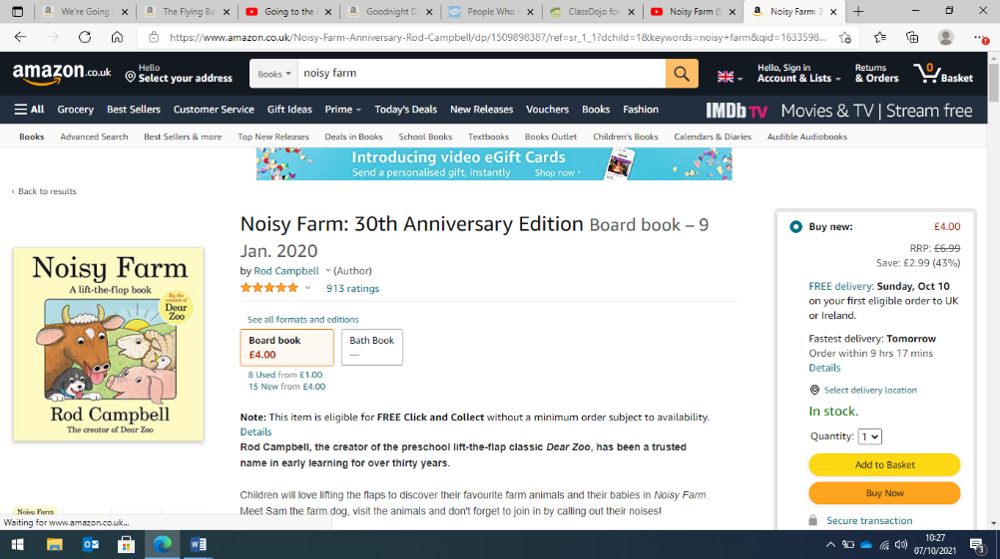 We're Going t
The Flying Ba
Going to the
Goodnight D
People Who
ClassDojo for
Noisy Farm (S
Noisy Farm: 3
https://www.amazon.co.uk/Noisy-Farm-Anniversary-Rod-Campbell/dp/1509898387/ref=sr_1_1?dchild=1&keywords=noisy+farm&qid=1633598...
amazon.co.uk
Hello
Select your address
Books
noisy farm
Hello, Sign in
Account & Lists
Returns
& Orders
0
Basket
All Grocery Best Sellers Customer Service Gift Ideas Prime Today's Deals New Releases Vouchers Books Fashion
IMDb TV Movies & TV | Stream free
Books Advanced Search Best Sellers & more Top New Releases Deals in Books School Books Textbooks Books Outlet Children's Books Calendars & Diaries Audible Audiobooks
Introducing video eGift Cards
Send a personalised gift, instantly Shop now
‹ Back to results
Noisy Farm
A lift-the-flap book
By the
creator of
Dear
Zoo
Rod Campbell
The creator of Dear Zoo
Noisy Farm
Noisy Farm: 30th Anniversary Edition Board book – 9
Jan. 2020
by Rod Campbell (Author)
913 ratings
See all formats and editions
Board book
£4.00
Bath Book
—
8 Used from £1.00
15 New from £4.00
Note: This item is eligible for FREE Click and Collect without a minimum order subject to availability.
Details
Rod Campbell, the creator of the preschool lift-the-flap classic Dear Zoo, has been a trusted
name in early learning for over thirty years.
Children will love lifting the flaps to discover their favourite farm animals and their babies in Noisy Farm.
Meet Sam the farm dog, visit the animals and don't forget to join in by calling out their noises!
Buy new: £4.00
RRP: £6.99
Save: £2.99 (43%)
FREE delivery: Sunday, Oct 10
on your first eligible order to UK
or Ireland.
Fastest delivery: Tomorrow
Order within 9 hrs 17 mins
Details
Select delivery location
In stock.
Quantity: 1
Add to Basket
Buy Now
Secure transaction
Waiting for www.amazon.co.uk...
10:27
07/10/2021
3